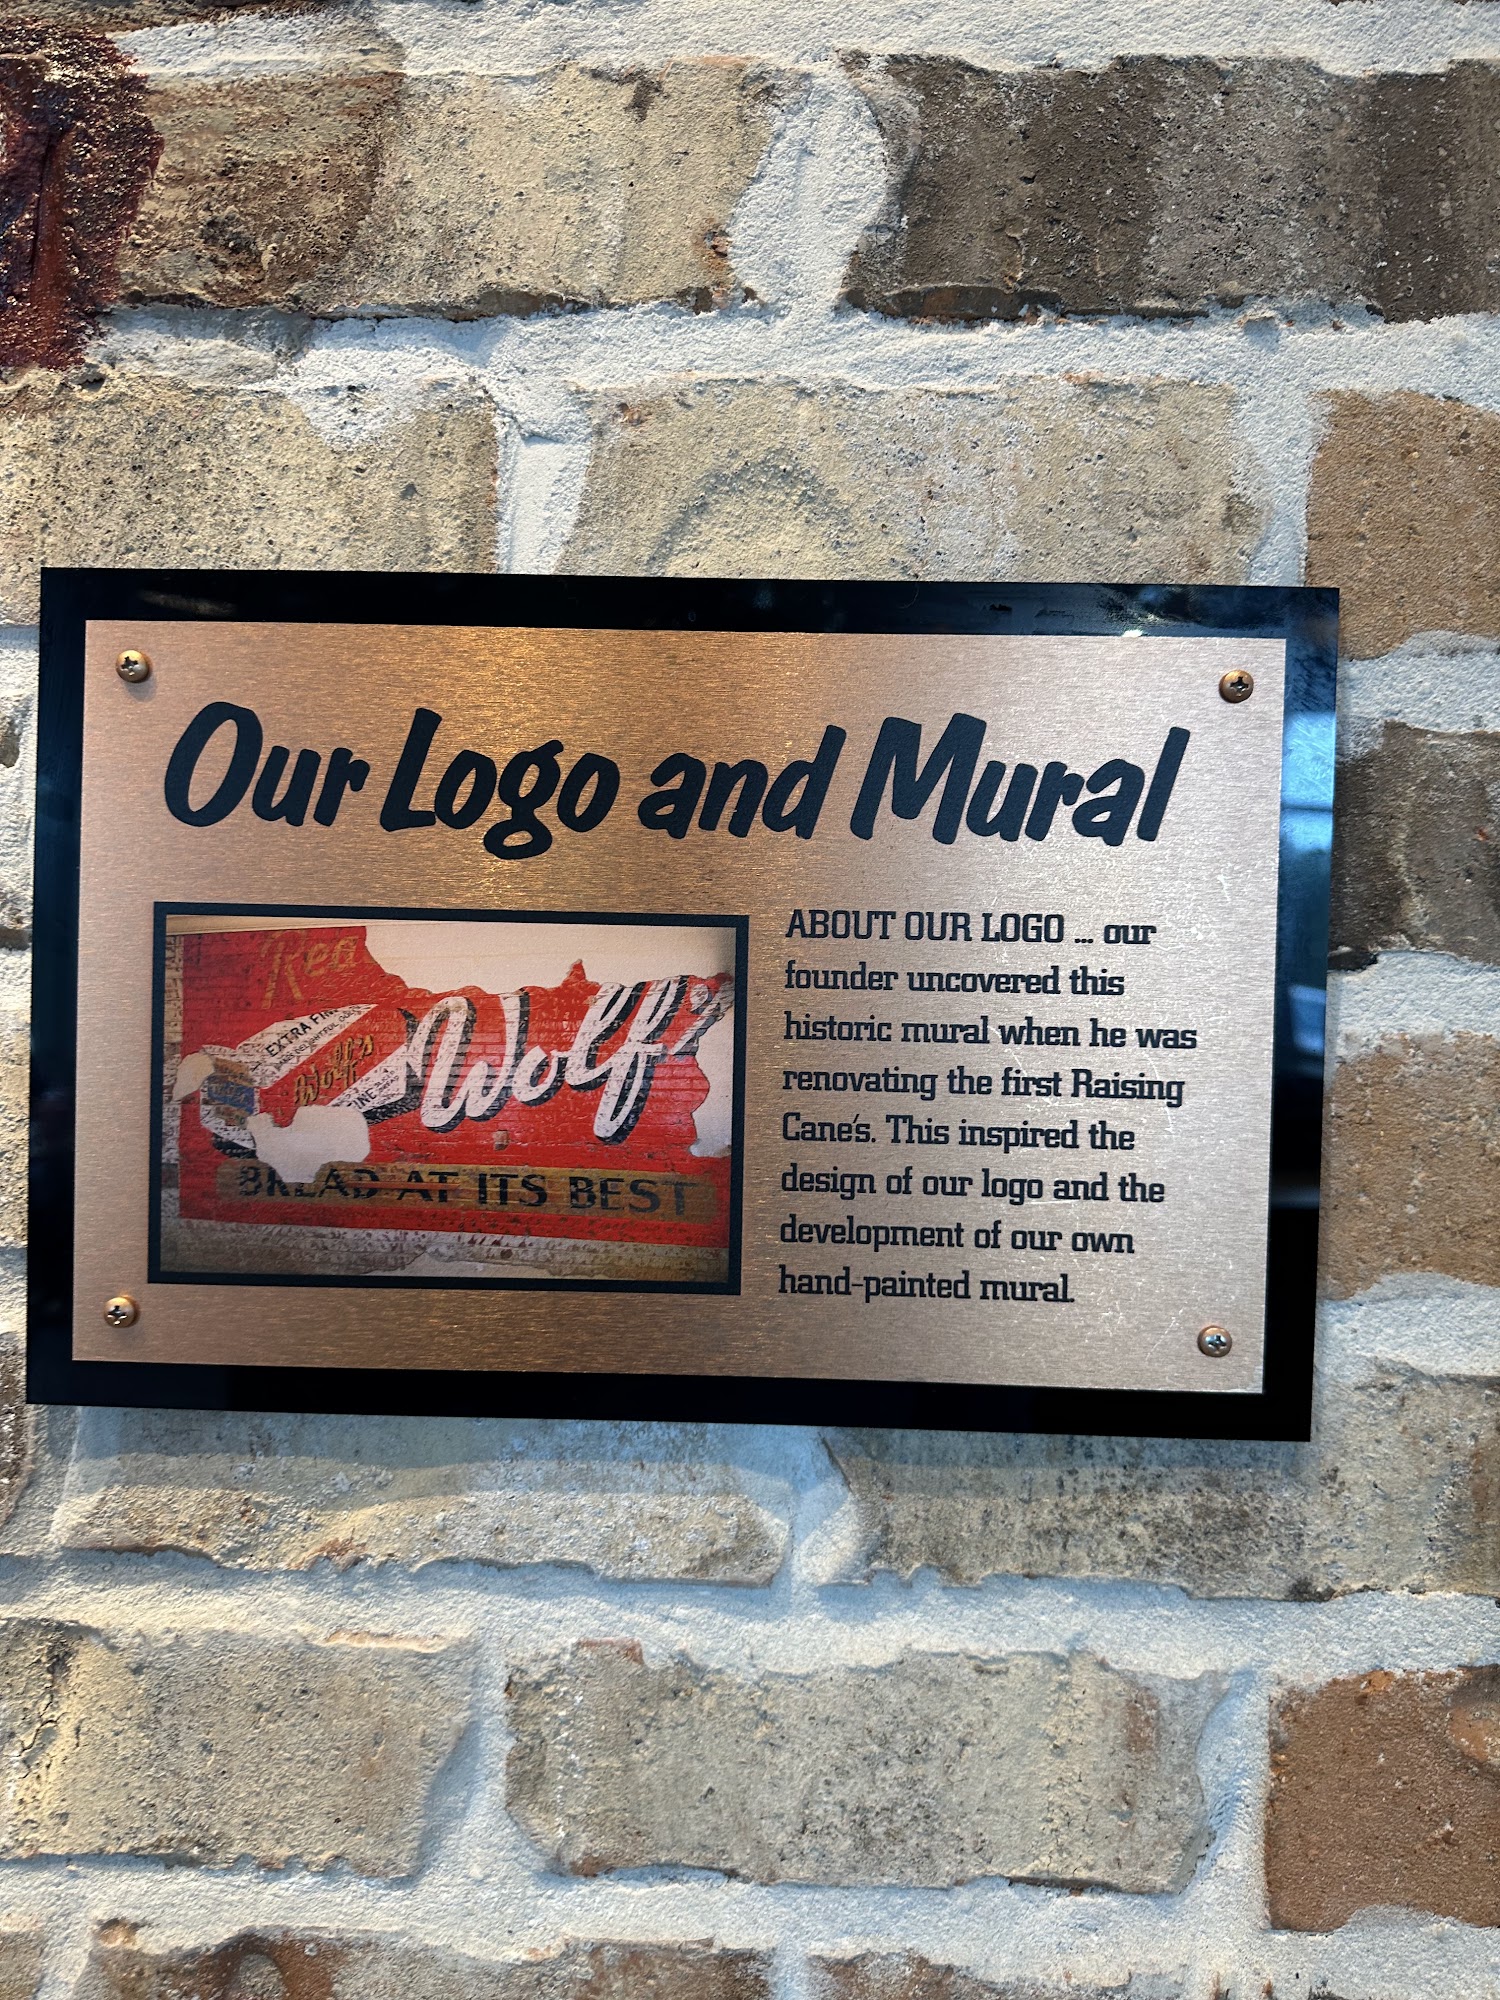 Our Logo and Mural
ABOUT OUR LOGO ... our
founder uncovered this
historic mural when he was
renovating the first Raising
Cane's. This inspired the
design of our logo and the
development of our own
hand-painted mural.
Rea
EXTRA FIN
Wolf's
Wolf's
BREAD AT ITS BEST